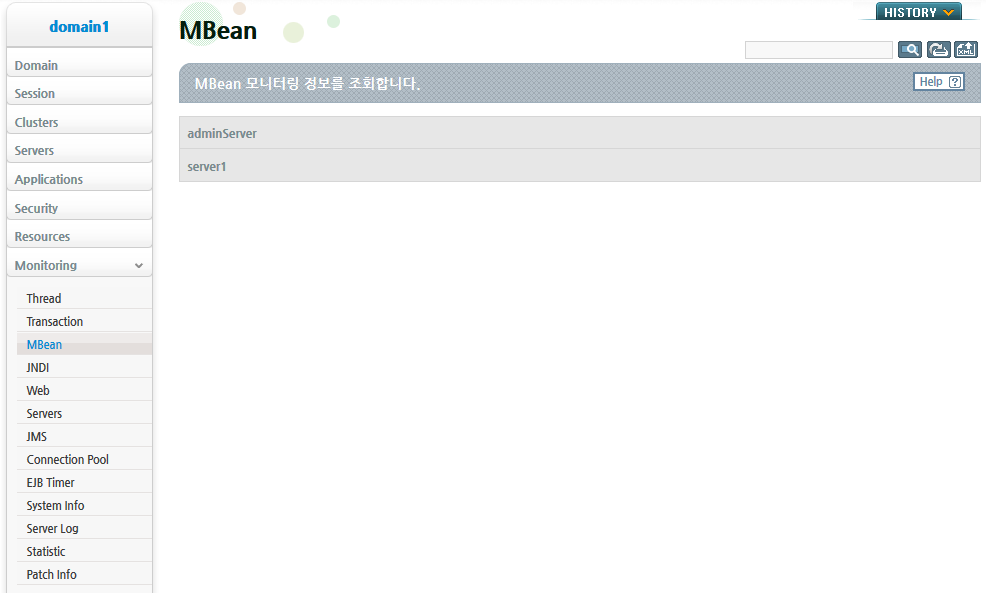 domain1
Domain
Session
Clusters
Servers
Applications
Security
Resources
Monitoring
Thread
Transaction
MBean
JNDI
Web
Servers
JMS
Connection Pool
EJB Timer
System Info
Server Log
Statistic
Patch Info
MBean
HISTORY
XML
MBean 모니터링 정보를 조회합니다.
Help ?
adminServer
server1